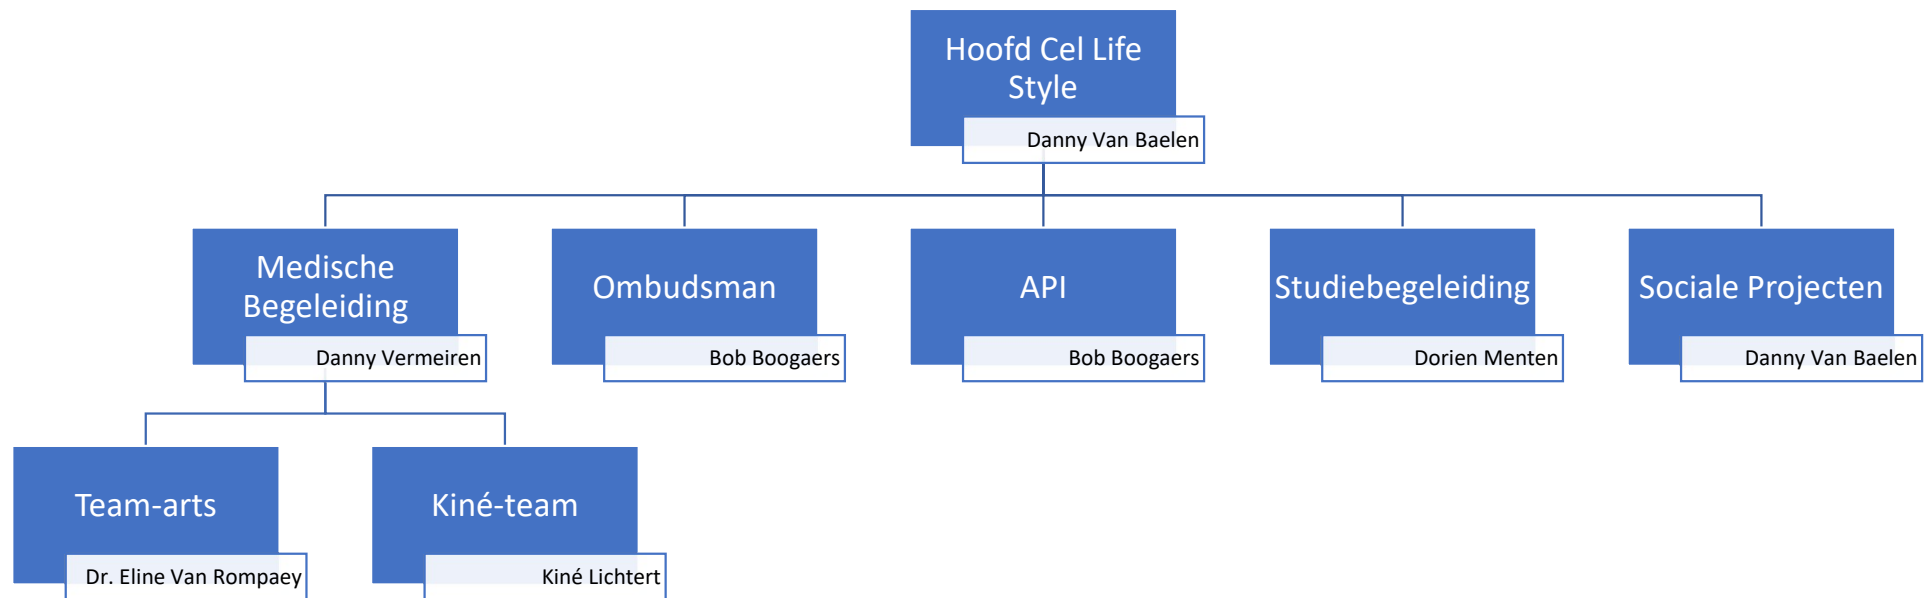 Hoofd Cel Life
Style
Danny Van Baelen
Medische
Begeleiding
Danny Vermeiren
Ombudsman
Bob Boogaers
API
Bob Boogaers
Studiebegeleiding
Dorien Menten
Sociale Projecten
Danny Van Baelen
Team-arts
Dr. Eline Van Rompaey
Kiné-team
Kiné Lichtert